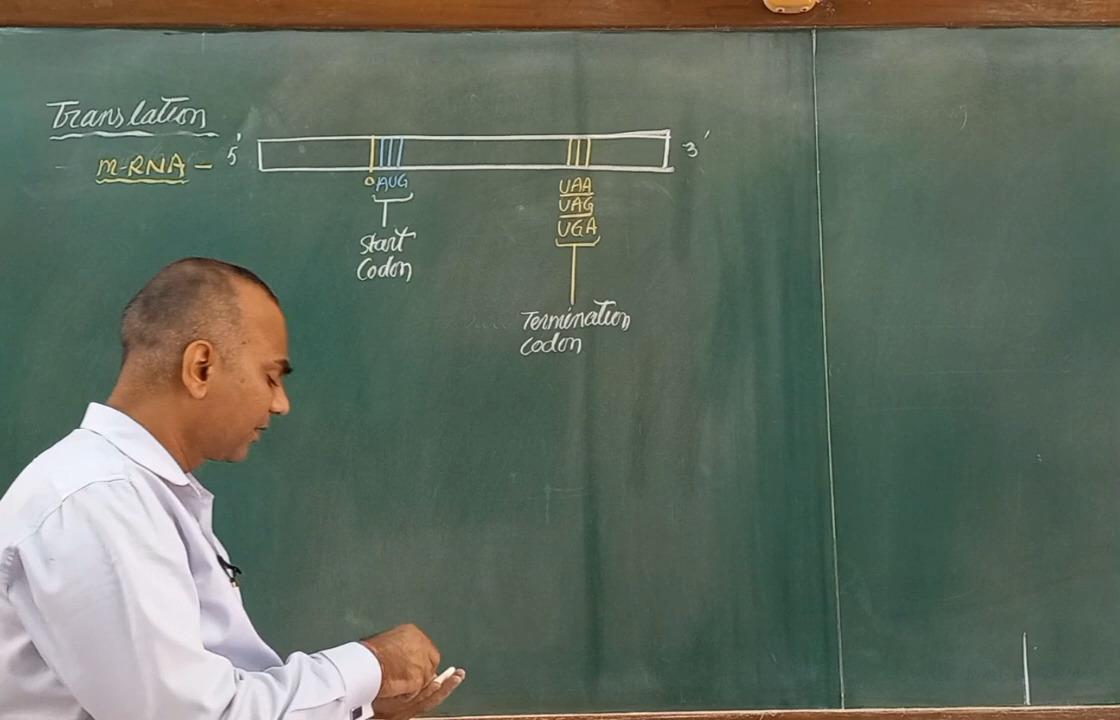 Translation
m-RNA - 5' 3'
AUG
Start
Codon
UAA
UAG
UGA
Termination
Codon